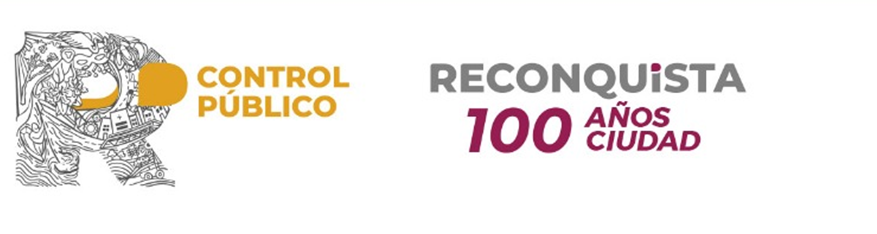 CONTROL
PÚBLICO
RECONQUiSTA
100 AÑOS
CIUDAD